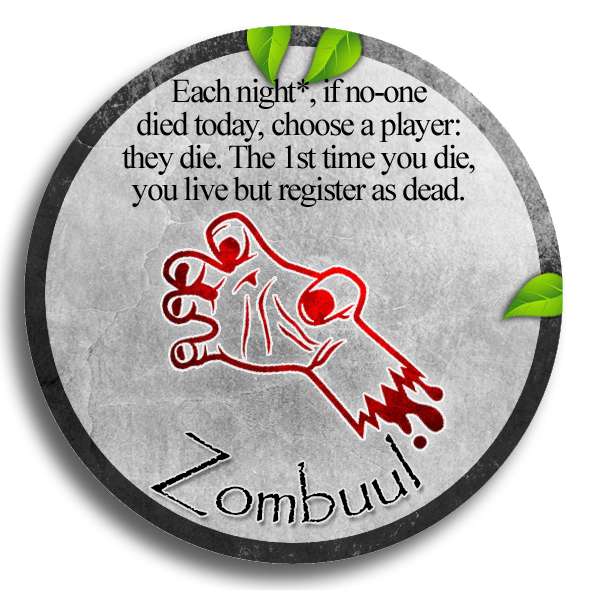 Each night*, if no-one
died today, choose a player:
they die. The 1st time you die,
you live but register as dead.
Zombuul